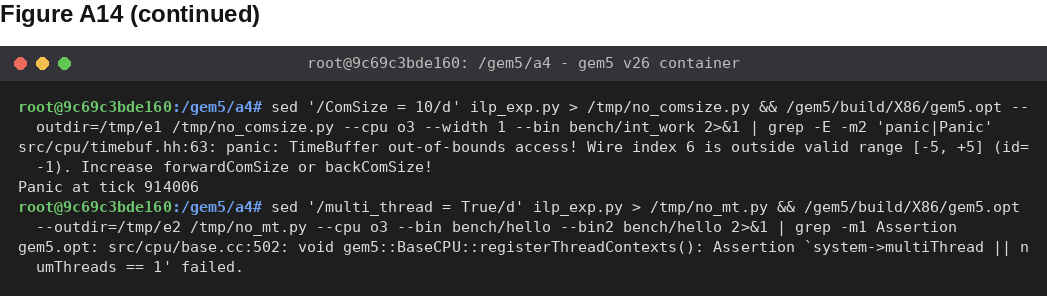 Figure A14 (continued)
root@9c69c3bde160: /gem5/a4 - gem5 v26 container
root@9c69c3bde160:/gem5/a4# sed '/ComSize = 10/d' ilp_exp.py > /tmp/no_comsize.py && /gem5/build/X86/gem5.opt --
outdir=/tmp/e1 /tmp/no_comsize.py --cpu o3 --width 1 --bin bench/int_work 2>&1 | grep -E -m2 'panic|Panic'
src/cpu/timebuf.hh:63: panic: TimeBuffer out-of-bounds access! Wire index 6 is outside valid range [-5, +5] (id=
-1). Increase forwardComSize or backComSize!
Panic at tick 914006
root@9c69c3bde160:/gem5/a4# sed '/multi_thread = True/d' ilp_exp.py > /tmp/no_mt.py && /gem5/build/X86/gem5.opt
--outdir=/tmp/e2 /tmp/no_mt.py --cpu o3 --bin bench/hello --bin2 bench/hello 2>&1 | grep -m1 Assertion
gem5.opt: src/cpu/base.cc:502: void gem5::BaseCPU::registerThreadContexts(): Assertion `system->multiThread || n
umThreads == 1' failed.